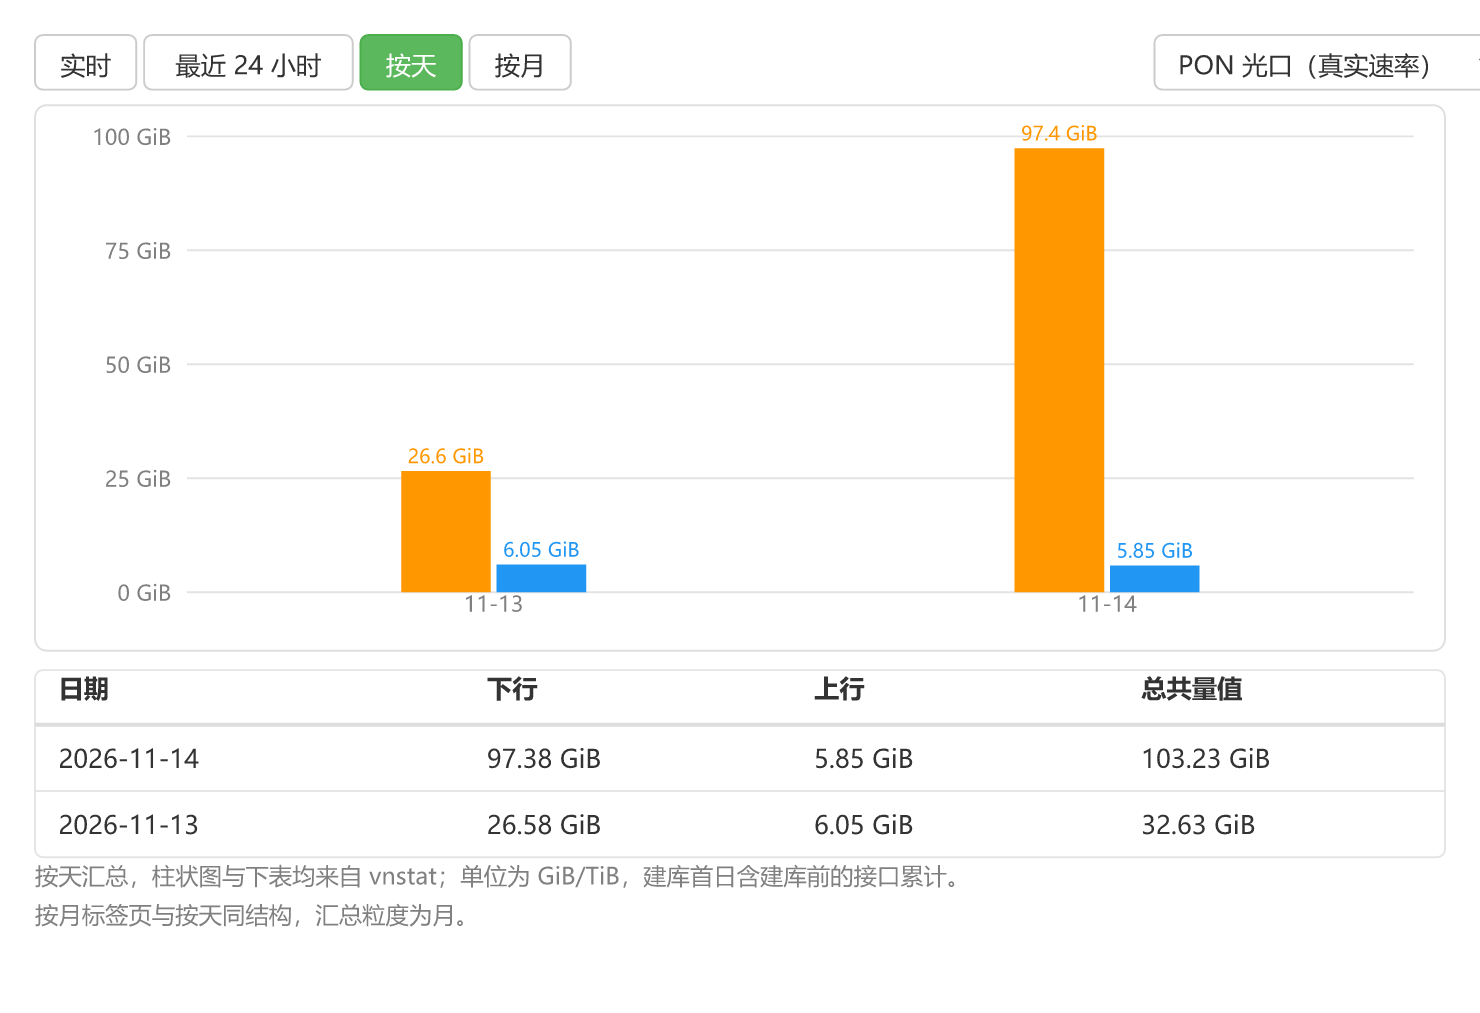 实时 最近 24 小时 按天 按月 PON 光口（真实速率）
100 GiB
75 GiB
50 GiB
25 GiB
0 GiB
97.4 GiB
26.6 GiB
6.05 GiB
5.85 GiB
11-13
11-14
日期 下行 上行 总共量值
2026-11-14 97.38 GiB 5.85 GiB 103.23 GiB
2026-11-13 26.58 GiB 6.05 GiB 32.63 GiB
按天汇总，柱状图与下表均来自 vnstat；单位为 GiB/TiB，建库首日含建库前的接口累计。
按月标签页与按天同结构，汇总粒度为月。